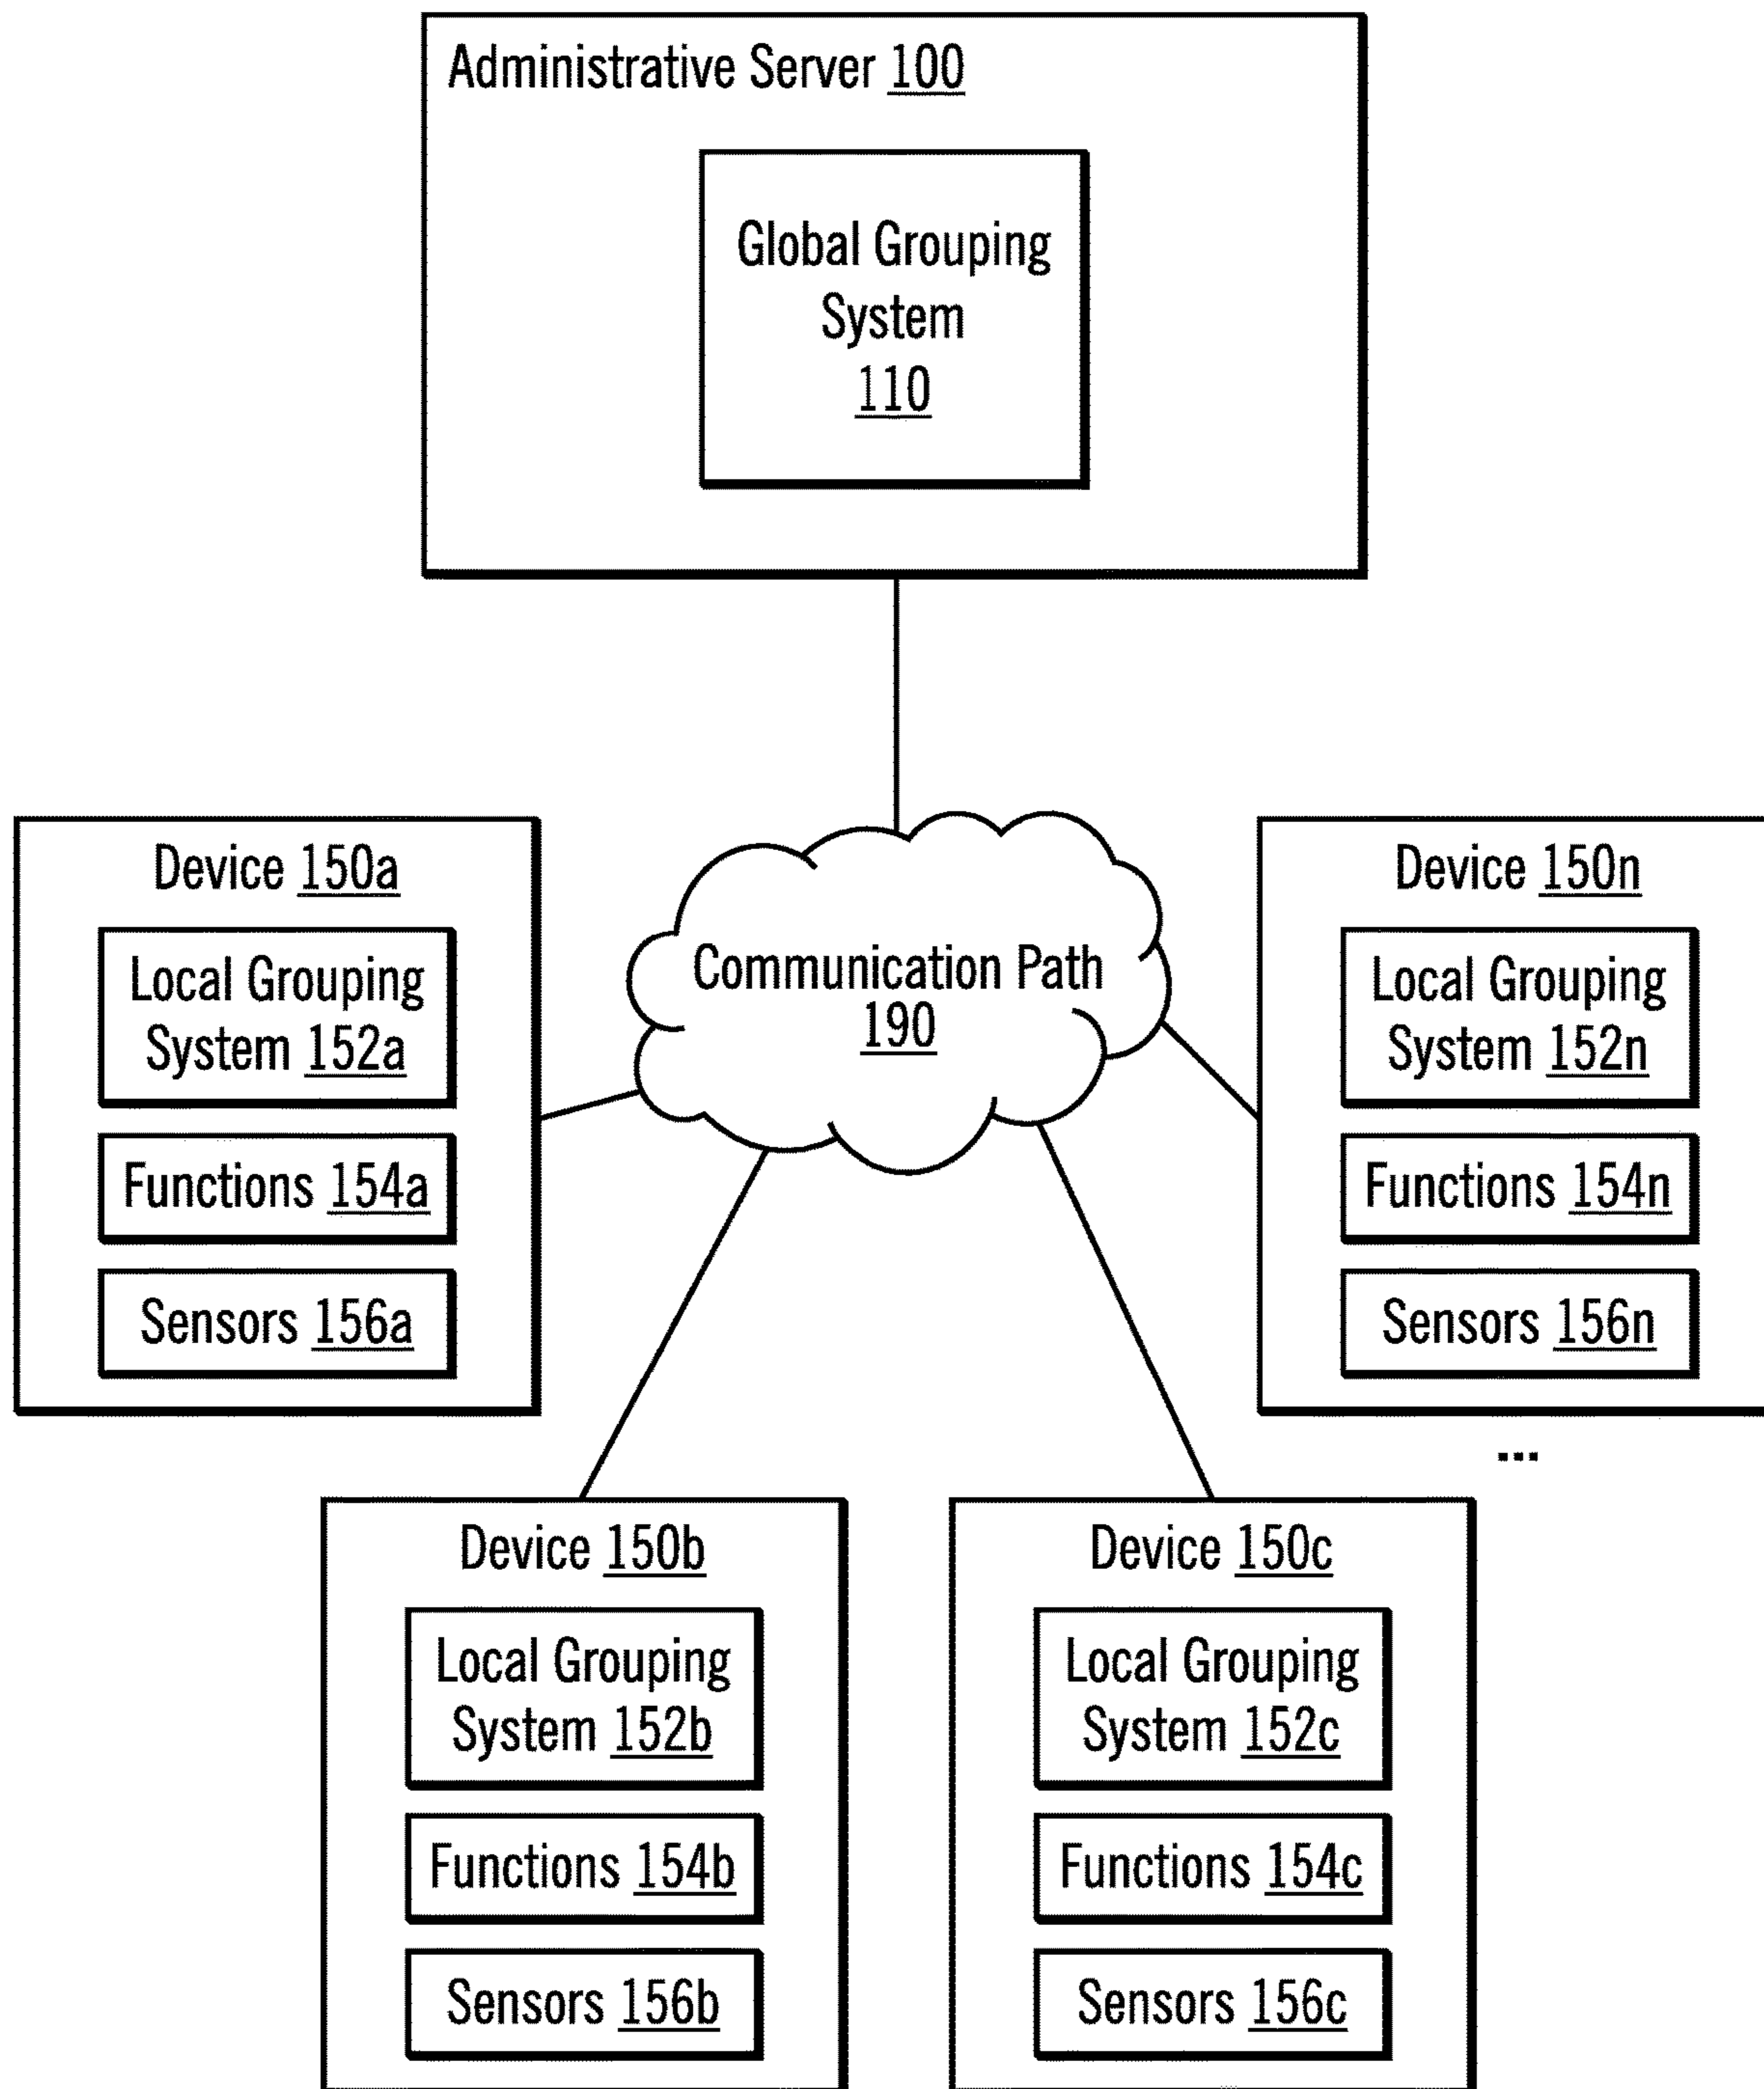 Administrative Server 100
Global Grouping
System
110
Communication Path
190
Device 150a
Local Grouping
System 152a
Functions 154a
Sensors 156a
Device 150n
Local Grouping
System 152n
Functions 154n
Sensors 156n
...
Device 150b
Local Grouping
System 152b
Functions 154b
Sensors 156b
Device 150c
Local Grouping
System 152c
Functions 154c
Sensors 156c